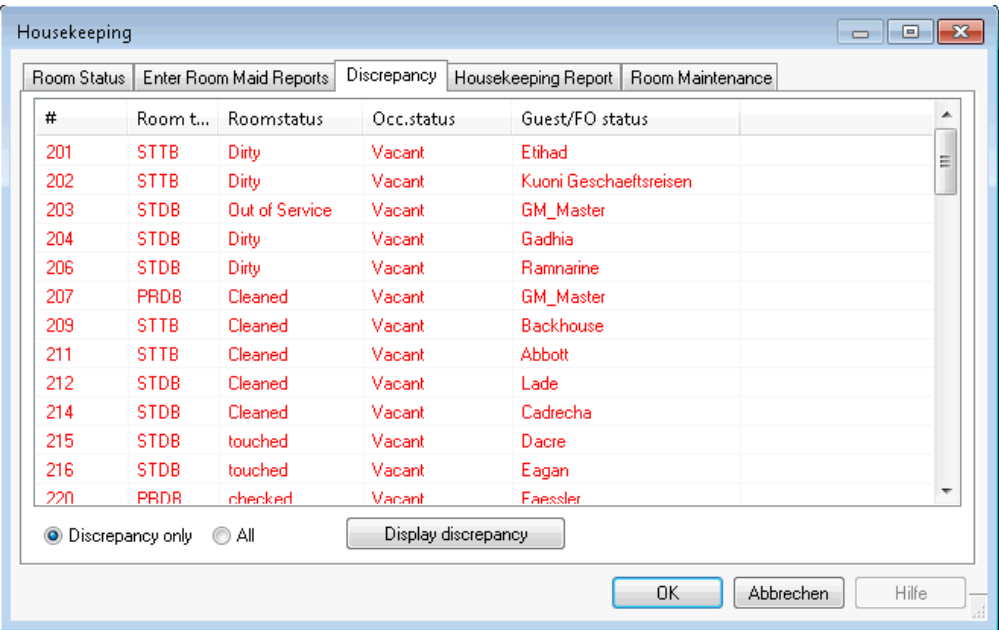 Housekeeping
Room Status Enter Room Maid Reports Discrepancy Housekeeping Report Room Maintenance
# Room t... Roomstatus Occ.status Guest/FO status
201 STTB Dirty Vacant Etihad
202 STTB Dirty Vacant Kuoni Geschaeftsreisen
203 STDB Out of Service Vacant GM_Master
204 STDB Dirty Vacant Gadhia
206 STDB Dirty Vacant Ramnarine
207 PRDB Cleaned Vacant GM_Master
209 STTB Cleaned Vacant Backhouse
211 STTB Cleaned Vacant Abbott
212 STDB Cleaned Vacant Lade
214 STDB Cleaned Vacant Cadrecha
215 STDB touched Vacant Dacre
216 STDB touched Vacant Eagan
220 PRDB checked Vacant Faessler
Discrepancy only All Display discrepancy
OK Abbrechen Hilfe